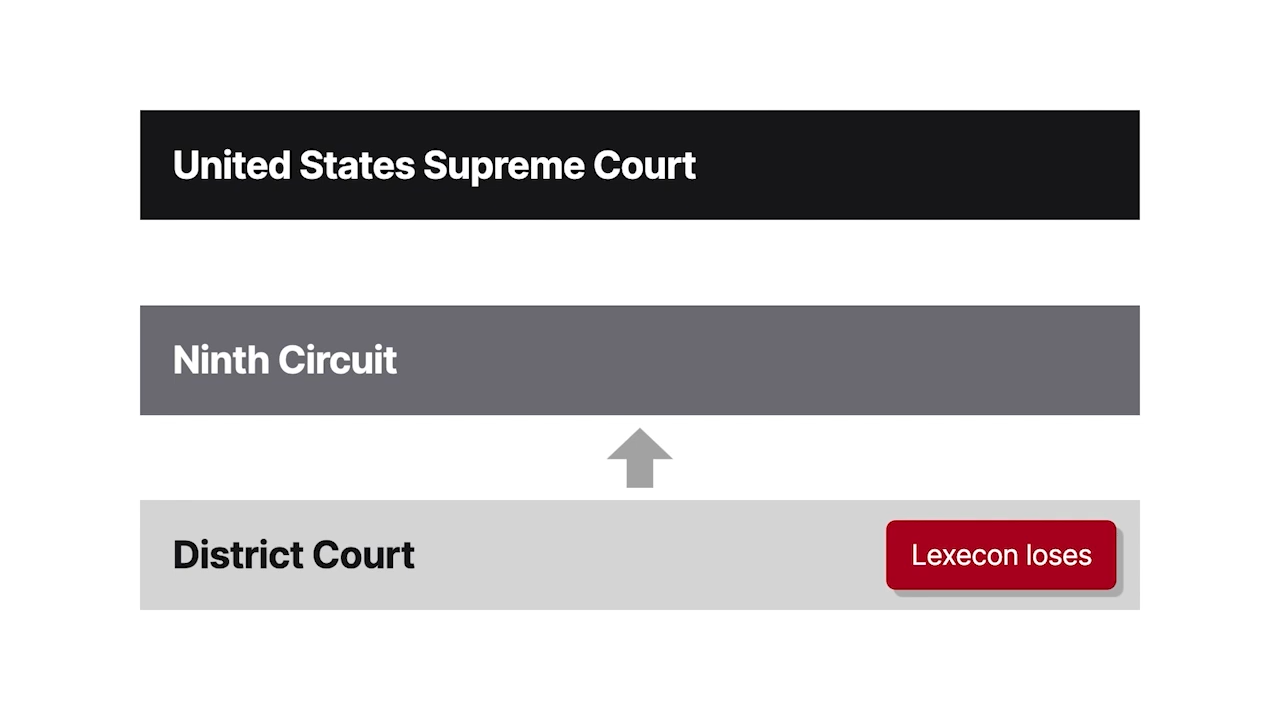 United States Supreme Court
Ninth Circuit
District Court
Lexecon loses